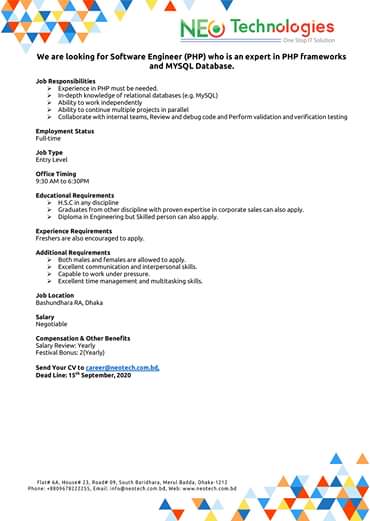 NEO Technologies
One Stop IT Solution
We are looking for Software Engineer (PHP) who is an expert in PHP frameworks
and MYSQL Database.
Job Responsibilities
➢ Experience in PHP must be needed.
➢ In-depth knowledge of relational databases (e.g. MySQL)
➢ Ability to work independently
➢ Ability to continue multiple projects in parallel
➢ Collaborate with internal teams, Review and debug code and Perform validation and verification testing
Employment Status
Full-time
Job Type
Entry Level
Office Timing
9:30 AM to 6:30PM
Educational Requirements
➢ H.S.C in any discipline
➢ Graduates from other discipline with proven expertise in corporate sales can also apply.
➢ Diploma in Engineering but Skilled person can also apply.
Experience Requirements
Freshers are also encouraged to apply.
Additional Requirements
➢ Both males and females are allowed to apply.
➢ Excellent communication and interpersonal skills.
➢ Capable to work under pressure.
➢ Excellent time management and multitasking skills.
Job Location
Bashundhara RA, Dhaka
Salary
Negotiable
Compensation & Other Benefits
Salary Review: Yearly
Festival Bonus: 2(Yearly)
Send Your CV to career@neotech.com.bd,
Dead Line: 15th September, 2020
Flat# 6A, House# 23, Road# 09, South Baridhara, Merul Badda, Dhaka-1212
Phone: +8809678222255, Email: info@neotech.com.bd, Web: www.neotech.com.bd